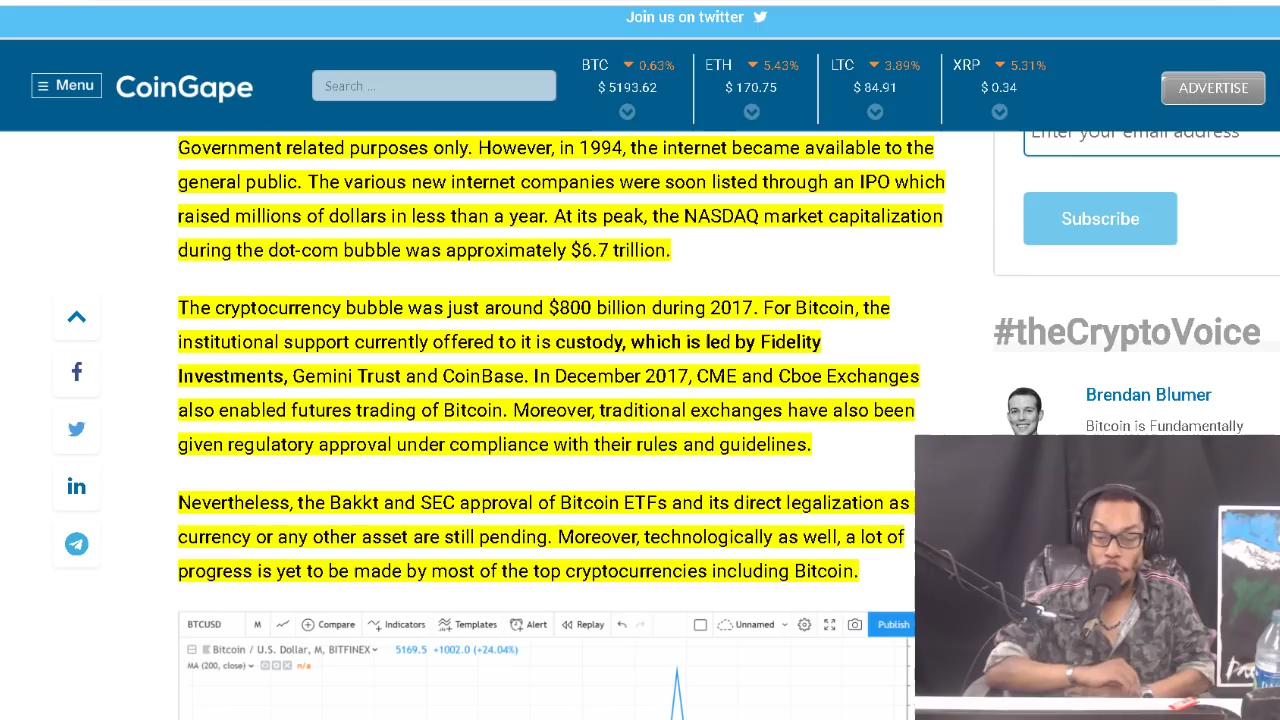 Join us on twitter
Menu
CoinGape
Search ...
BTC 0.63%
$ 5193.62
ETH 5.43%
$ 170.75
LTC 3.89%
$ 84.91
XRP 5.31%
$ 0.34
ADVERTISE
Government related purposes only. However, in 1994, the internet became available to the
general public. The various new internet companies were soon listed through an IPO which
raised millions of dollars in less than a year. At its peak, the NASDAQ market capitalization
during the dot-com bubble was approximately $6.7 trillion.
The cryptocurrency bubble was just around $800 billion during 2017. For Bitcoin, the
institutional support currently offered to it is custody, which is led by Fidelity
Investments, Gemini Trust and CoinBase. In December 2017, CME and Cboe Exchanges
also enabled futures trading of Bitcoin. Moreover, traditional exchanges have also been
given regulatory approval under compliance with their rules and guidelines.
Nevertheless, the Bakkt and SEC approval of Bitcoin ETFs and its direct legalization as
currency or any other asset are still pending. Moreover, technologically as well, a lot of
progress is yet to be made by most of the top cryptocurrencies including Bitcoin.
Enter your email address
Subscribe
#theCryptoVoice
Brendan Blumer
Bitcoin is Fundamentally
BTCUSD M Compare Indicators Templates Alert Replay Unnamed Publish
Bitcoin / U.S. Dollar, M, BITFINEX 5169.5 +1002.0 (+24.04%)
MA (200, close) n/a